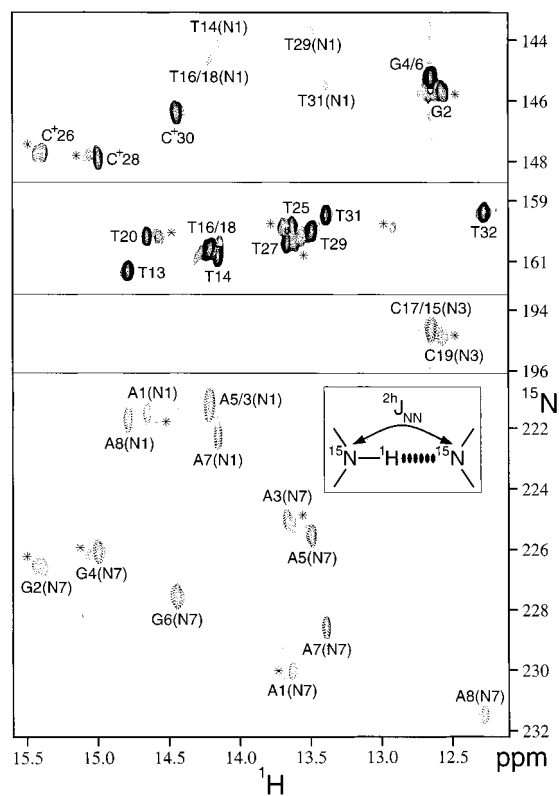 T14(N1)
T29(N1)
144
T16/18(N1)
G4/6
T31(N1)
*
146
G2
C⁺30
* C⁺26
* C⁺28
148
159
T25
T16/18
*
T31
*
T20
*
T27
T29
T32
*
161
T13
T14
C17/15(N3)
194
*
C19(N3)
196
¹⁵N
A1(N1)
A5/3(N1)
*
A8(N1)
A7(N1)
222
²ʰJNN
¹⁵N—¹H ¹⁵N
224
A3(N7)
*
A5(N7)
* *
G2(N7)
G4(N7)
226
G6(N7)
228
A7(N7)
*
A1(N7)
230
A8(N7)
232
15.5 15.0 14.5 14.0 13.5 13.0 12.5 ppm
¹H